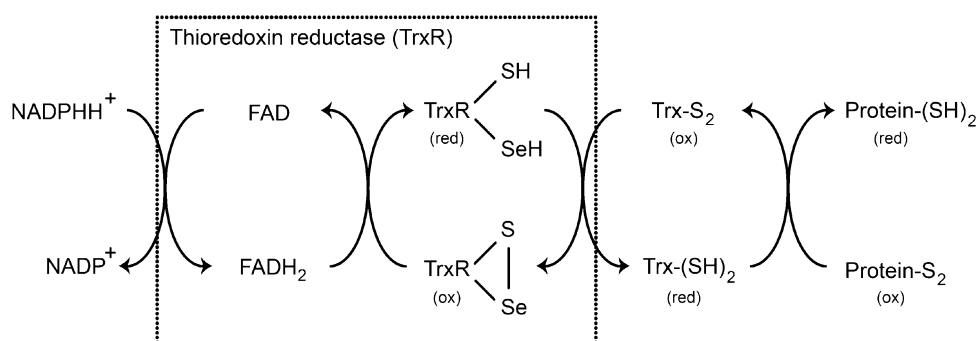 Thioredoxin reductase (TrxR)
NADPHH⁺
FAD
TrxR
(red)
SH
SeH
Trx-S₂
(ox)
Protein-(SH)₂
(red)
NADP⁺
FADH₂
TrxR
(ox)
S
Se
Trx-(SH)₂
(red)
Protein-S₂
(ox)